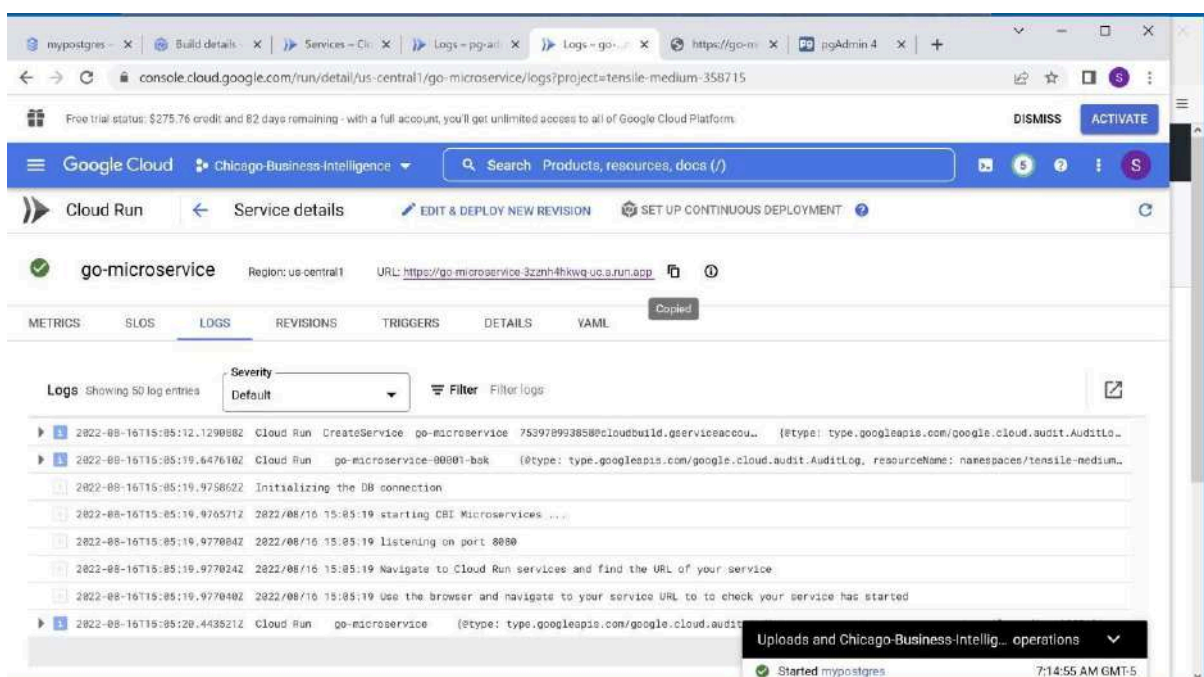 mypostgres –
Build details
Services – Clo
Logs – pg-ad
Logs – go-
https://go-m
pgAdmin 4
console.cloud.google.com/run/detail/us-central1/go-microservice/logs?project=tensile-medium-358715
S
Free trial status: $275.76 credit and 82 days remaining - with a full account, you'll get unlimited access to all of Google Cloud Platform.
DISMISS
ACTIVATE
Google Cloud
Chicago-Business-Intelligence
Search Products, resources, docs (/)
5
S
Cloud Run
Service details
EDIT & DEPLOY NEW REVISION
SET UP CONTINUOUS DEPLOYMENT
go-microservice
Region: us-central1
URL: https://go-microservice-3zznh4hkwq-uc.a.run.app
Copied
METRICS SLOS LOGS REVISIONS TRIGGERS DETAILS YAML
Severity
Logs Showing 50 log entries
Default
Filter Filter logs
2022-08-16T15:05:12.129088Z Cloud Run CreateService go-microservice 753978993858@cloudbuild.gserviceaccou… {@type: type.googleapis.com/google.cloud.audit.AuditLo…
2022-08-16T15:05:19.647610Z Cloud Run go-microservice-00001-bak {@type: type.googleapis.com/google.cloud.audit.AuditLog, resourceName: namespaces/tensile-medium…
2022-08-16T15:05:19.975862Z Initializing the DB connection
2022-08-16T15:05:19.976571Z 2022/08/16 15:05:19 starting CBI Microservices ...
2022-08-16T15:05:19.977004Z 2022/08/16 15:05:19 listening on port 8080
2022-08-16T15:05:19.977024Z 2022/08/16 15:05:19 Navigate to Cloud Run services and find the URL of your service
2022-08-16T15:05:19.977040Z 2022/08/16 15:05:19 Use the browser and navigate to your service URL to to check your service has started
2022-08-16T15:05:20.443521Z Cloud Run go-microservice {@type: type.googleapis.com/google.cloud.audit
Uploads and Chicago-Business-Intellig... operations
Started mypostgres
7:14:55 AM GMT-5